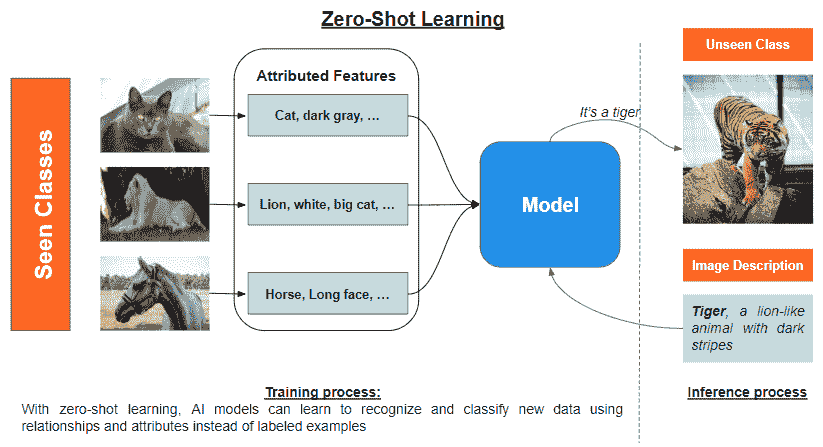 Zero-Shot Learning
Seen Classes
Attributed Features
Cat, dark gray, …
Lion, white, big cat, …
Horse, Long face, …
Model
It's a tiger
Unseen Class
Image Description
Tiger, a lion-like
animal with dark
stripes
Training process:
With zero-shot learning, AI models can learn to recognize and classify new data using
relationships and attributes instead of labeled examples
Inference process